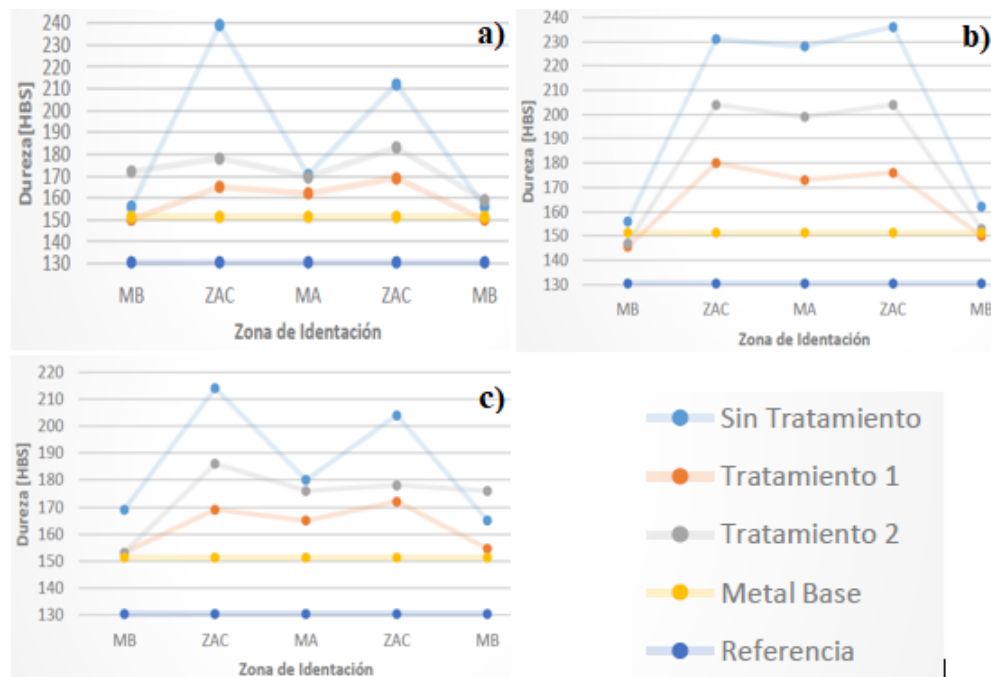 a)
240
230
220
210
200
190
180
170
160
150
140
130
Dureza[HBS]
MB ZAC MA ZAC MB
Zona de Identación
b)
240
230
220
210
200
190
180
170
160
150
140
130
Dureza [HBS]
MB ZAC MA ZAC MB
Zona de Identación
c)
220
210
200
190
180
170
160
150
140
130
Dureza [HBS]
MB ZAC MA ZAC MB
Zona de Identación
Sin Tratamiento
Tratamiento 1
Tratamiento 2
Metal Base
Referencia